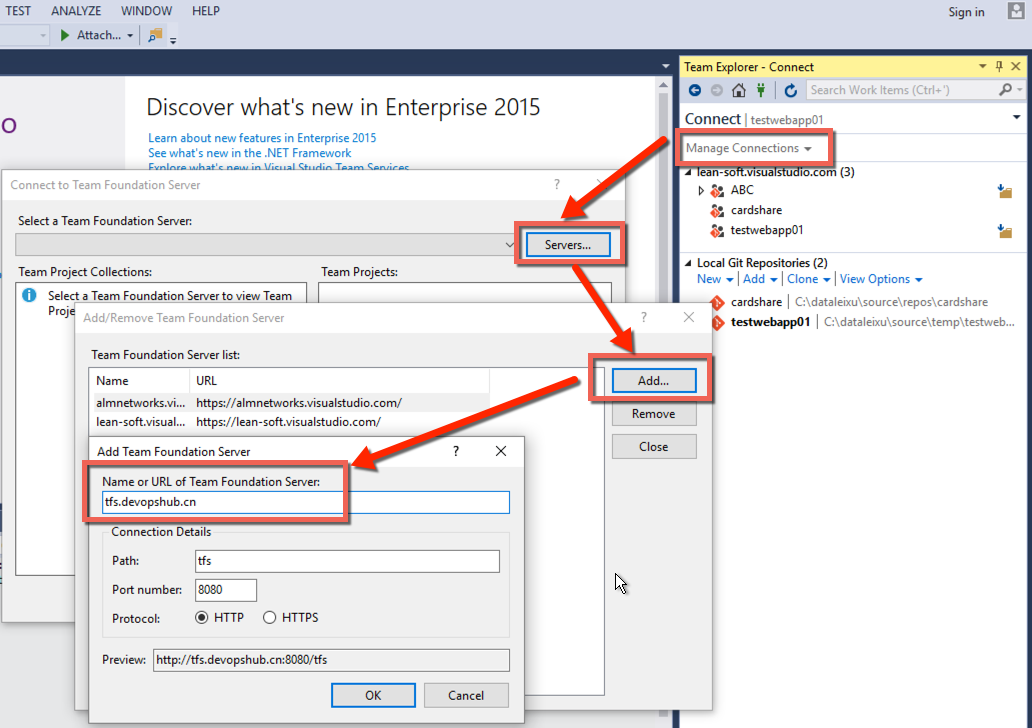 TEST ANALYZE WINDOW HELP
Sign in
Attach...
Team Explorer - Connect
Search Work Items (Ctrl+')
Discover what's new in Enterprise 2015
Learn about new features in Enterprise 2015
See what's new in the .NET Framework
Explore what's new in Visual Studio Team Services
Connect | testwebapp01
Manage Connections
lean-soft.visualstudio.com (3)
ABC
cardshare
testwebapp01
Local Git Repositories (2)
New | Add | Clone | View Options
cardshare | C:\dataleixu\source\repos\cardshare
testwebapp01 | C:\dataleixu\source\temp\testweb...
Connect to Team Foundation Server
?
Select a Team Foundation Server:
Servers...
Team Project Collections:
Team Projects:
Select a Team Foundation Server to view Team
Add/Remove Team Foundation Server
?
Team Foundation Server list:
Name URL
almnetworks.vi... https://almnetworks.visualstudio.com/
lean-soft.visual... https://lean-soft.visualstudio.com/
Add...
Remove
Close
Add Team Foundation Server
?
Name or URL of Team Foundation Server:
tfs.devopshub.cn
Connection Details
Path: tfs
Port number: 8080
Protocol: HTTP HTTPS
Preview: http://tfs.devopshub.cn:8080/tfs
OK Cancel